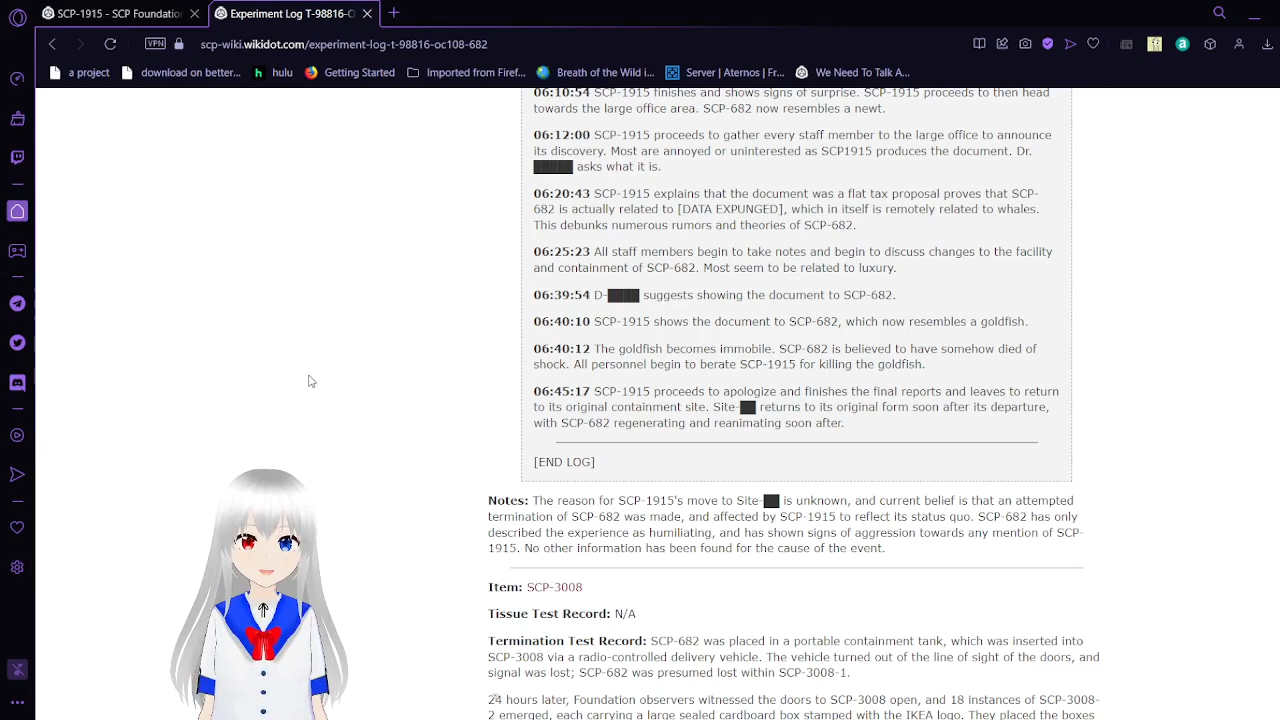 SCP-1915 - SCP Foundation
Experiment Log T-98816-O
scp-wiki.wikidot.com/experiment-log-t-98816-oc108-682
VPN
a project
download on better...
hulu
Getting Started
Imported from Firef...
Breath of the Wild i...
Server | Aternos | Fr...
We Need To Talk A...
06:10:54 SCP-1915 finishes and shows signs of surprise. SCP-1915 proceeds to then head
towards the large office area. SCP-682 now resembles a newt.
06:12:00 SCP-1915 proceeds to gather every staff member to the large office to announce
its discovery. Most are annoyed or uninterested as SCP1915 produces the document. Dr.
█████ asks what it is.
06:20:43 SCP-1915 explains that the document was a flat tax proposal proves that SCP-
682 is actually related to [DATA EXPUNGED], which in itself is remotely related to whales.
This debunks numerous rumors and theories of SCP-682.
06:25:23 All staff members begin to take notes and begin to discuss changes to the facility
and containment of SCP-682. Most seem to be related to luxury.
06:39:54 D-████ suggests showing the document to SCP-682.
06:40:10 SCP-1915 shows the document to SCP-682, which now resembles a goldfish.
06:40:12 The goldfish becomes immobile. SCP-682 is believed to have somehow died of
shock. All personnel begin to berate SCP-1915 for killing the goldfish.
06:45:17 SCP-1915 proceeds to apologize and finishes the final reports and leaves to return
to its original containment site. Site-██ returns to its original form soon after its departure,
with SCP-682 regenerating and reanimating soon after.
[END LOG]
Notes: The reason for SCP-1915's move to Site-██ is unknown, and current belief is that an attempted
termination of SCP-682 was made, and affected by SCP-1915 to reflect its status quo. SCP-682 has only
described the experience as humiliating, and has shown signs of aggression towards any mention of SCP-
1915. No other information has been found for the cause of the event.
Item: SCP-3008
Tissue Test Record: N/A
Termination Test Record: SCP-682 was placed in a portable containment tank, which was inserted into
SCP-3008 via a radio-controlled delivery vehicle. The vehicle turned out of the line of sight of the doors, and
signal was lost; SCP-682 was presumed lost within SCP-3008-1.
24 hours later, Foundation observers witnessed the doors to SCP-3008 open, and 18 instances of SCP-3008-
2 emerged, each carrying a large sealed cardboard box stamped with the IKEA logo. They placed the boxes